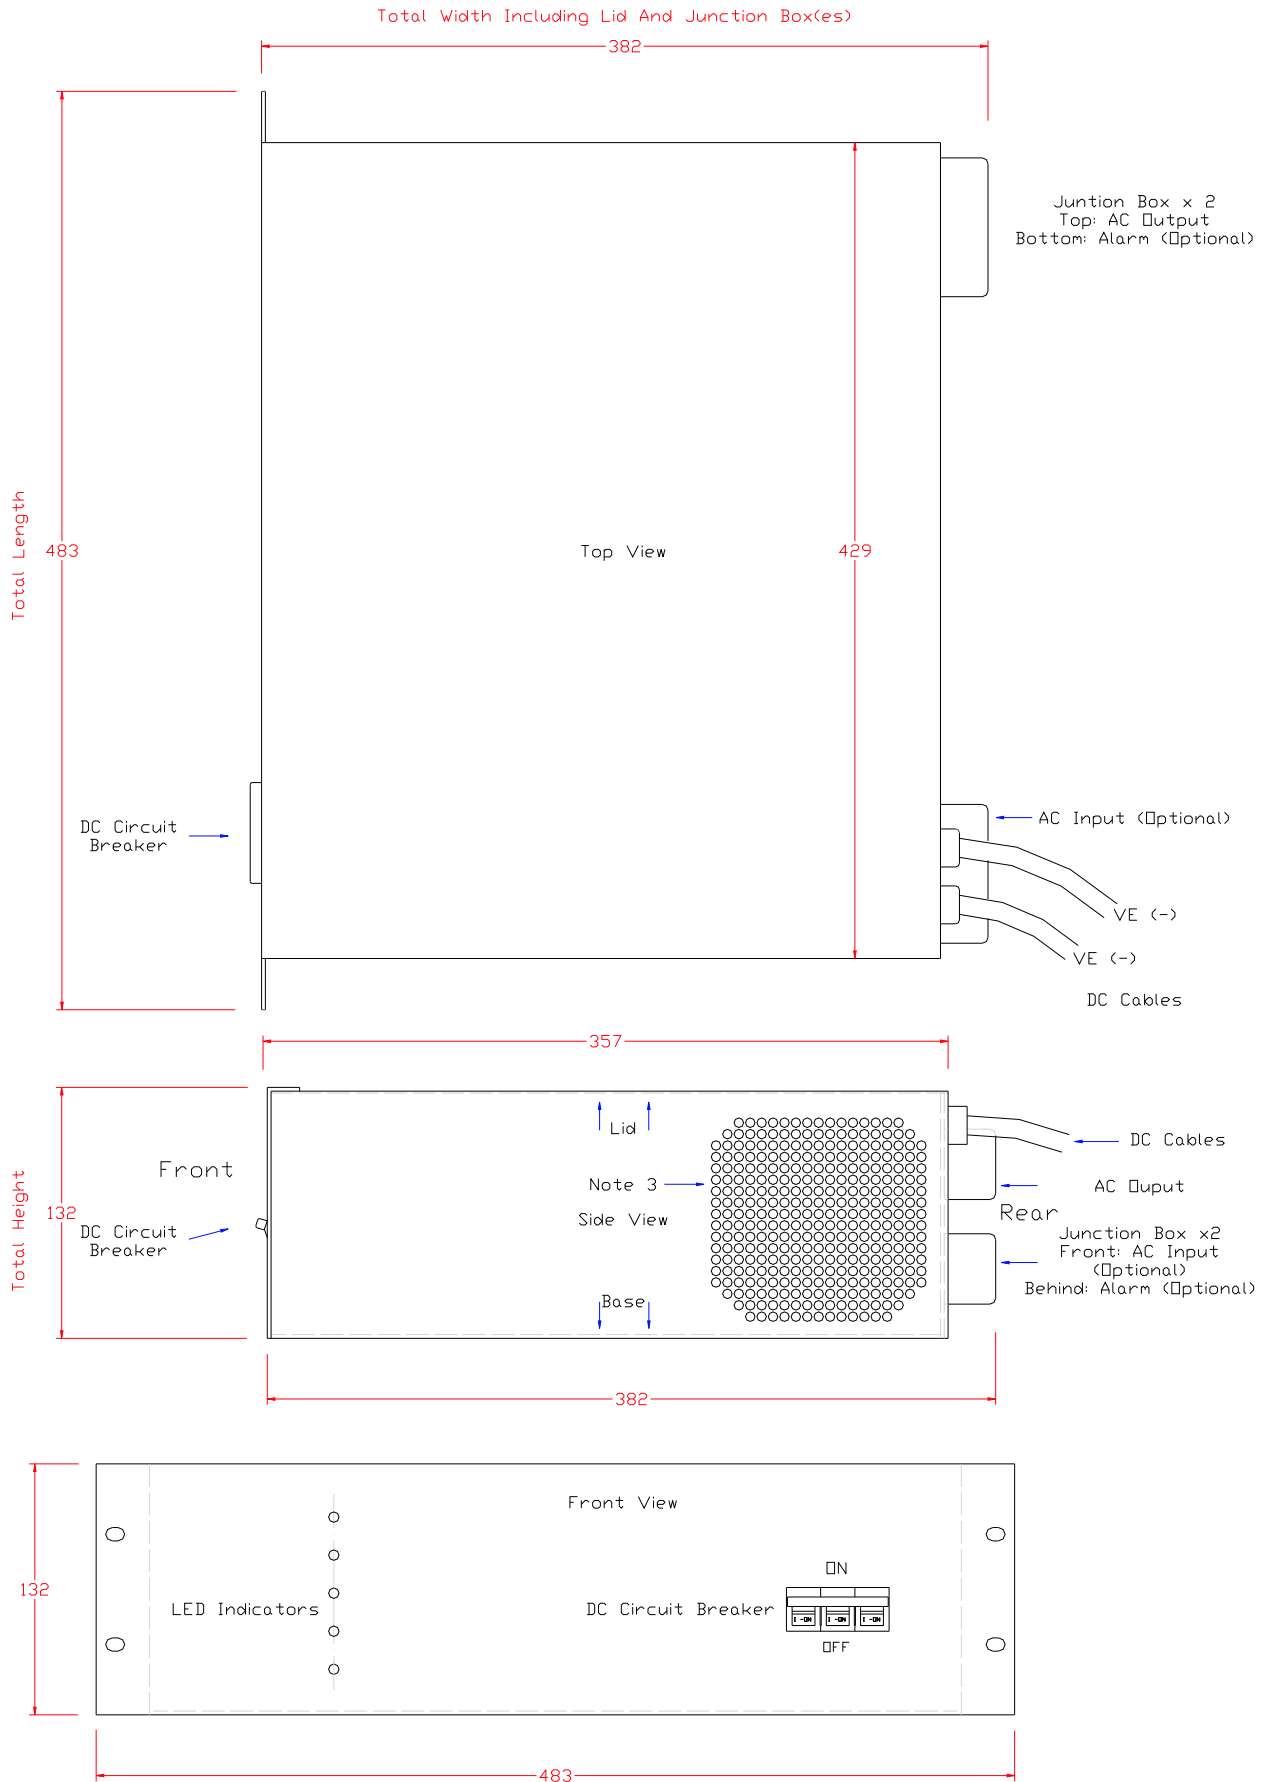 Total Width Including Lid And Junction Box(es)
382
Juntion Box x 2
Top: AC Output
Bottom: Alarm (Optional)
Total Length
483
Top View
429
DC Circuit
Breaker
AC Input (Optional)
VE (-)
VE (-)
DC Cables
357
Lid
DC Cables
Front
Note 3
AC Ouput
Total Height
132
Side View
Rear
DC Circuit
Breaker
Junction Box x2
Front: AC Input
(Optional)
Behind: Alarm (Optional)
Base
382
Front View
ON
132
LED Indicators
DC Circuit Breaker
I -ON I -ON I -ON
OFF
483